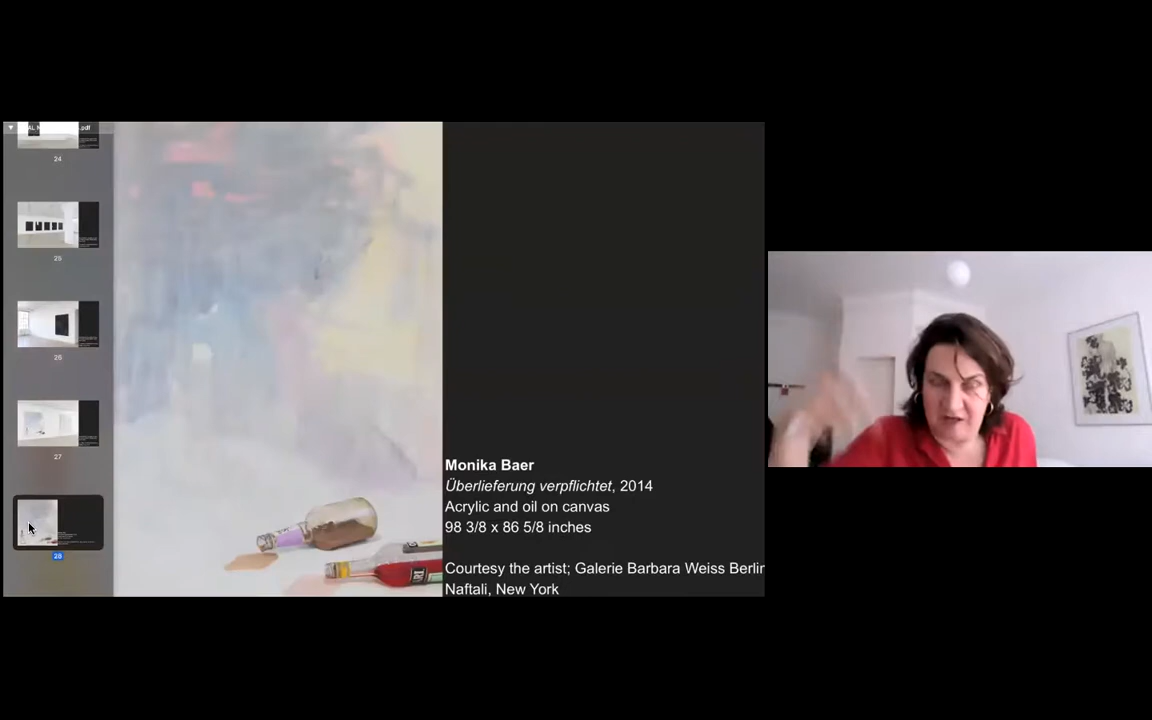 .pdf
24
25
26
27
28
Monika Baer
Überlieferung verpflichtet, 2014
Acrylic and oil on canvas
98 3/8 x 86 5/8 inches
Courtesy the artist; Galerie Barbara Weiss Berlin
Naftali, New York